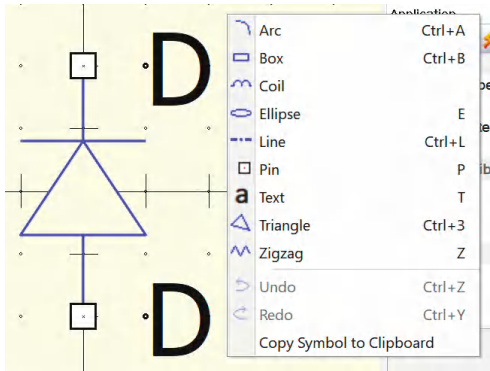 Application
D
Arc Ctrl+A
Box Ctrl+B
Coil
Ellipse E
Line Ctrl+L
Pin P
a Text T
Triangle Ctrl+3
Zigzag Z
Undo Ctrl+Z
Redo Ctrl+Y
Copy Symbol to Clipboard
D